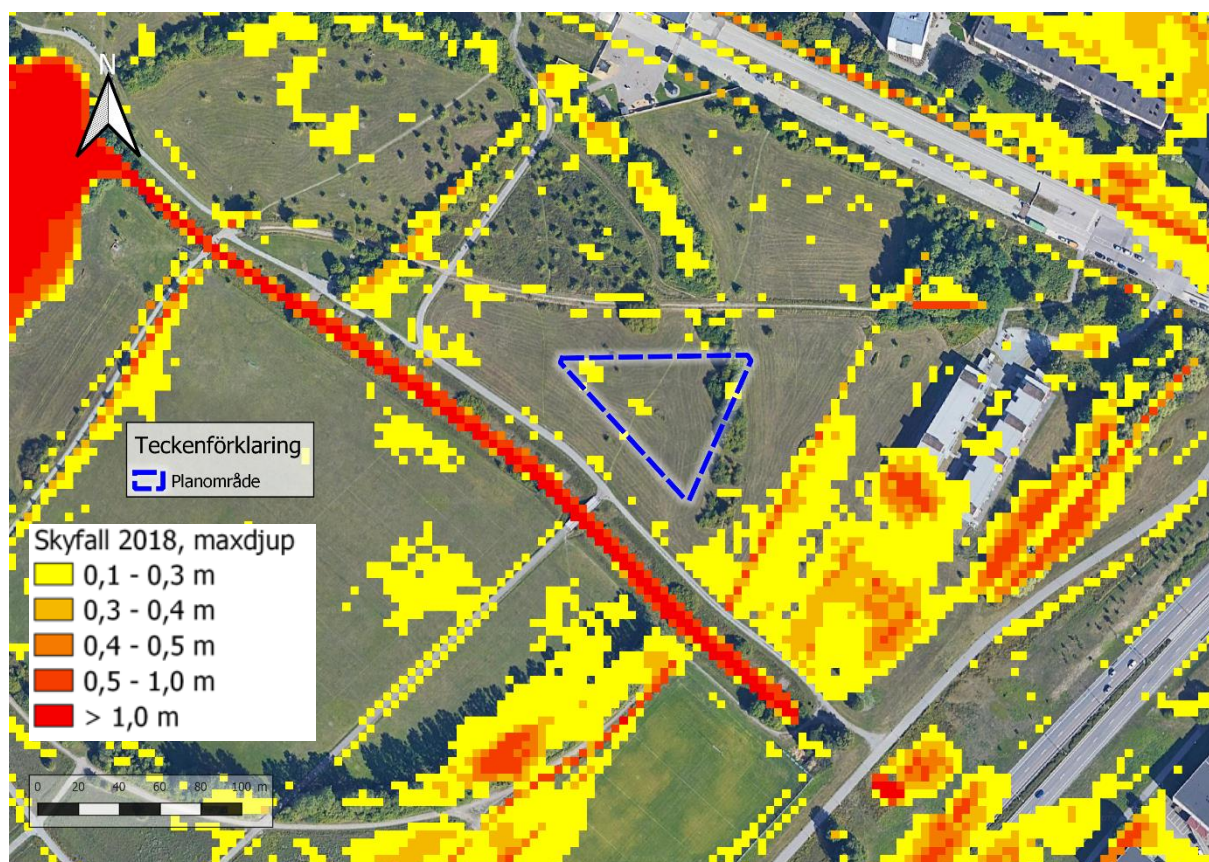 N
Teckenförklaring
Planområde
Skyfall 2018, maxdjup
0,1 - 0,3 m
0,3 - 0,4 m
0,4 - 0,5 m
0,5 - 1,0 m
> 1,0 m
0 20 40 60 80 100 m